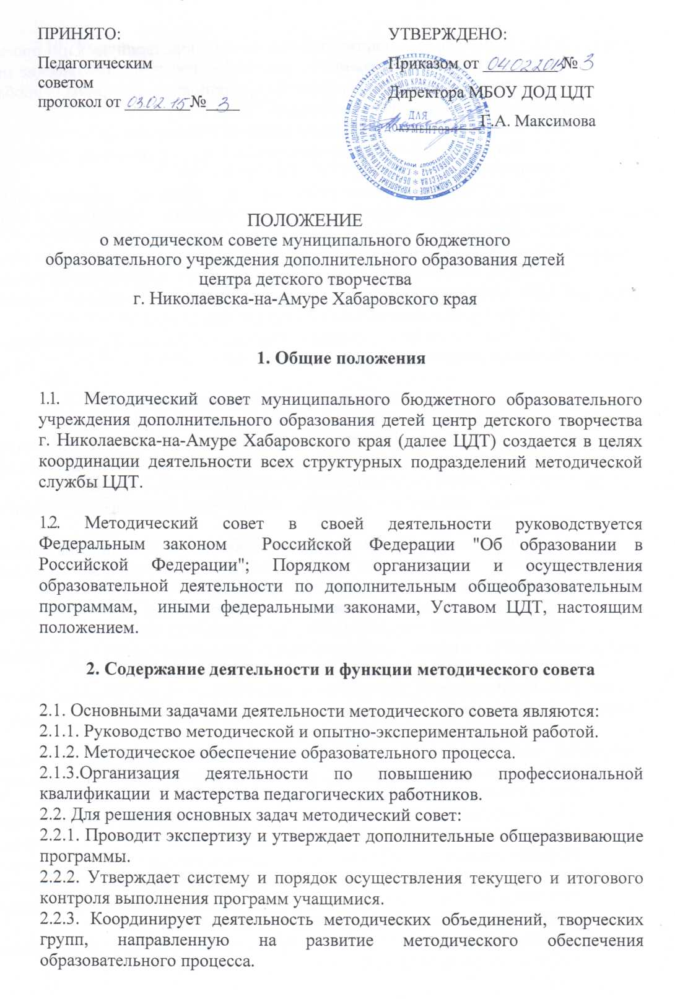 ПРИНЯТО:
Педагогическим
советом
протокол от 03.02.15 № 3
УТВЕРЖДЕНО:
Приказом от 04022015 № 3
Директора МБОУ ДОД ЦДТ
Г.А. Максимова
ДЛЯ
ДОКУМЕНТОВ
ПОЛОЖЕНИЕ
о методическом совете муниципального бюджетного
образовательного учреждения дополнительного образования детей
центра детского творчества
г. Николаевска-на-Амуре Хабаровского края
1. Общие положения
1.1. Методический совет муниципального бюджетного образовательного
учреждения дополнительного образования детей центр детского творчества
г. Николаевска-на-Амуре Хабаровского края (далее ЦДТ) создается в целях
координации деятельности всех структурных подразделений методической
службы ЦДТ.
1.2. Методический совет в своей деятельности руководствуется
Федеральным законом Российской Федерации "Об образовании в
Российской Федерации"; Порядком организации и осуществления
образовательной деятельности по дополнительным общеобразовательным
программам, иными федеральными законами, Уставом ЦДТ, настоящим
положением.
2. Содержание деятельности и функции методического совета
2.1. Основными задачами деятельности методического совета являются:
2.1.1. Руководство методической и опытно-экспериментальной работой.
2.1.2. Методическое обеспечение образовательного процесса.
2.1.3.Организация деятельности по повышению профессиональной
квалификации и мастерства педагогических работников.
2.2. Для решения основных задач методический совет:
2.2.1. Проводит экспертизу и утверждает дополнительные общеразвивающие
программы.
2.2.2. Утверждает систему и порядок осуществления текущего и итогового
контроля выполнения программ учащимися.
2.2.3. Координирует деятельность методических объединений, творческих
групп, направленную на развитие методического обеспечения
образовательного процесса.